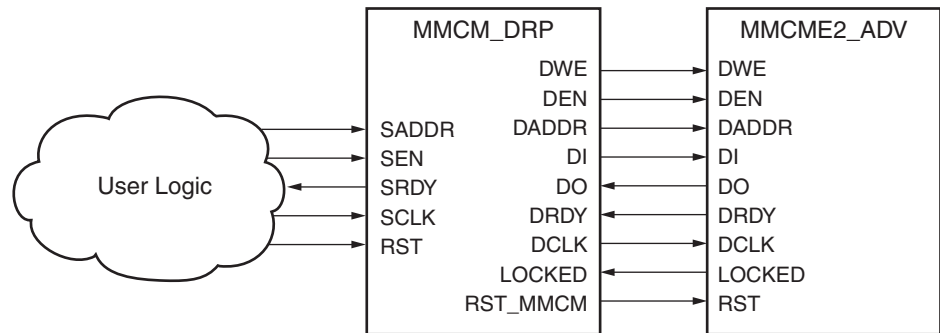 MMCM_DRP
MMCME2_ADV
DWE
DWE
DEN
DEN
SADDR
DADDR
DADDR
SEN
DI
DI
User Logic
SRDY
DO
DO
SCLK
DRDY
DRDY
RST
DCLK
DCLK
LOCKED
LOCKED
RST_MMCM
RST